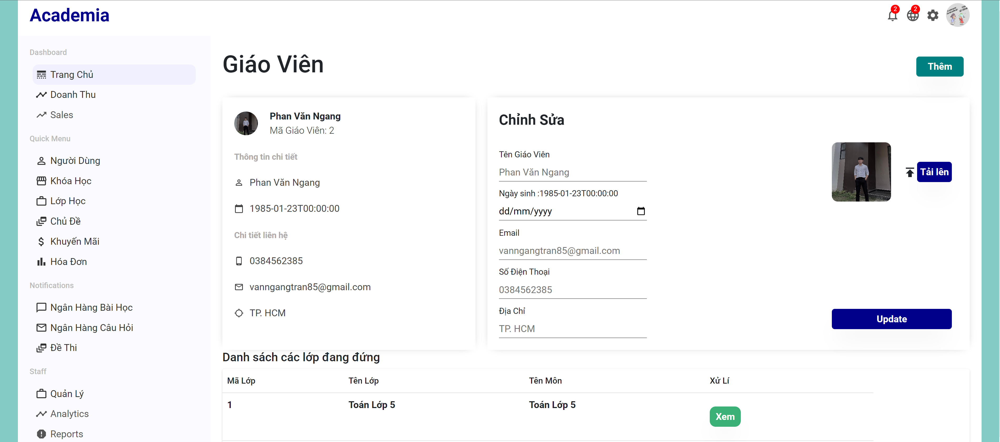 Academia
2
2
Dashboard
Trang Chủ
Doanh Thu
Sales
Quick Menu
Người Dùng
Khóa Học
Lớp Học
Chủ Đề
Khuyến Mãi
Hóa Đơn
Notifications
Ngân Hàng Bài Học
Ngân Hàng Câu Hỏi
Đề Thi
Staff
Quản Lý
Analytics
Reports
Giáo Viên
Thêm
Phan Văn Ngang
Mã Giáo Viên: 2
Thông tin chi tiết
Phan Văn Ngang
1985-01-23T00:00:00
Chi tiết liên hệ
0384562385
vanngangtran85@gmail.com
TP. HCM
Chỉnh Sửa
Tên Giáo Viên
Phan Văn Ngang
Ngày sinh :1985-01-23T00:00:00
dd/mm/yyyy
Email
vanngangtran85@gmail.com
Số Điện Thoại
0384562385
Địa Chỉ
TP. HCM
Tải lên
Update
Danh sách các lớp đang đứng
Mã Lớp Tên Lớp Tên Môn Xử Lí
1 Toán Lớp 5 Toán Lớp 5 Xem